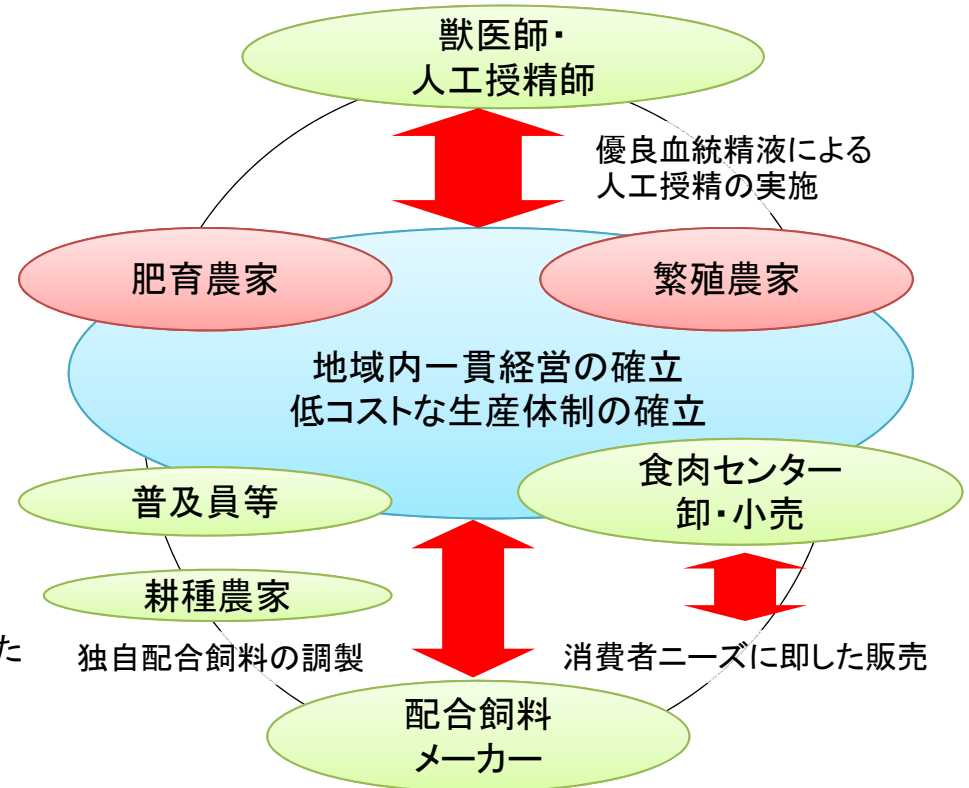 獣医師・
人工授精師
優良血統精液による
人工授精の実施
肥育農家
繁殖農家
地域内一貫経営の確立
低コストな生産体制の確立
食肉センター
卸・小売
普及員等
耕種農家
た
独自配合飼料の調製
消費者ニーズに即した販売
配合飼料
メーカー